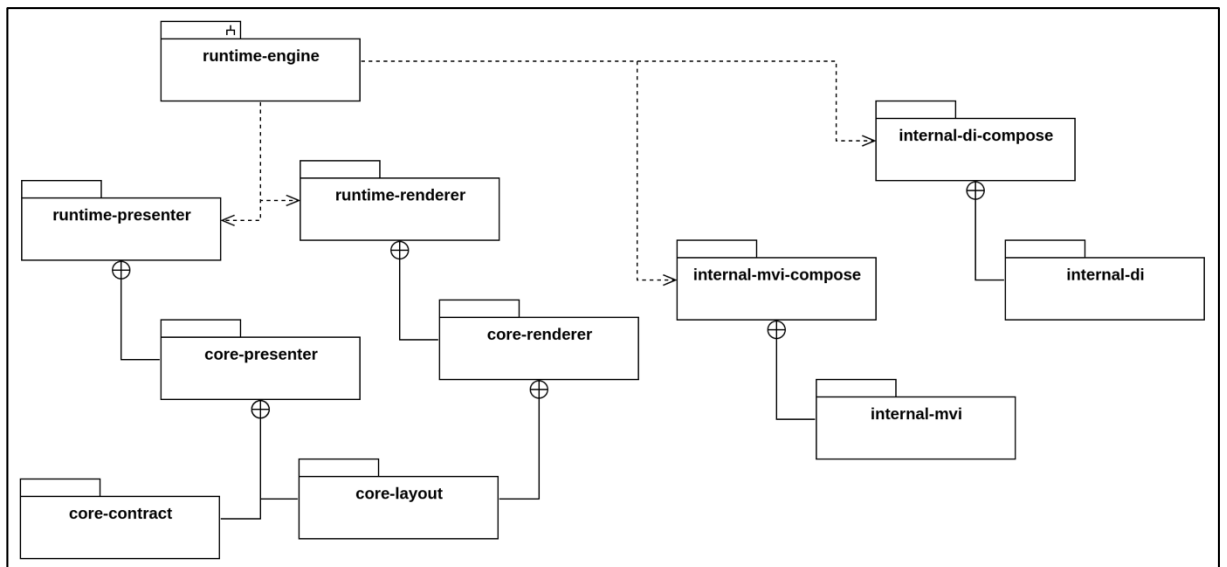 runtime-engine
internal-di-compose
runtime-renderer
runtime-presenter
internal-mvi-compose
internal-di
core-renderer
core-presenter
internal-mvi
core-layout
core-contract